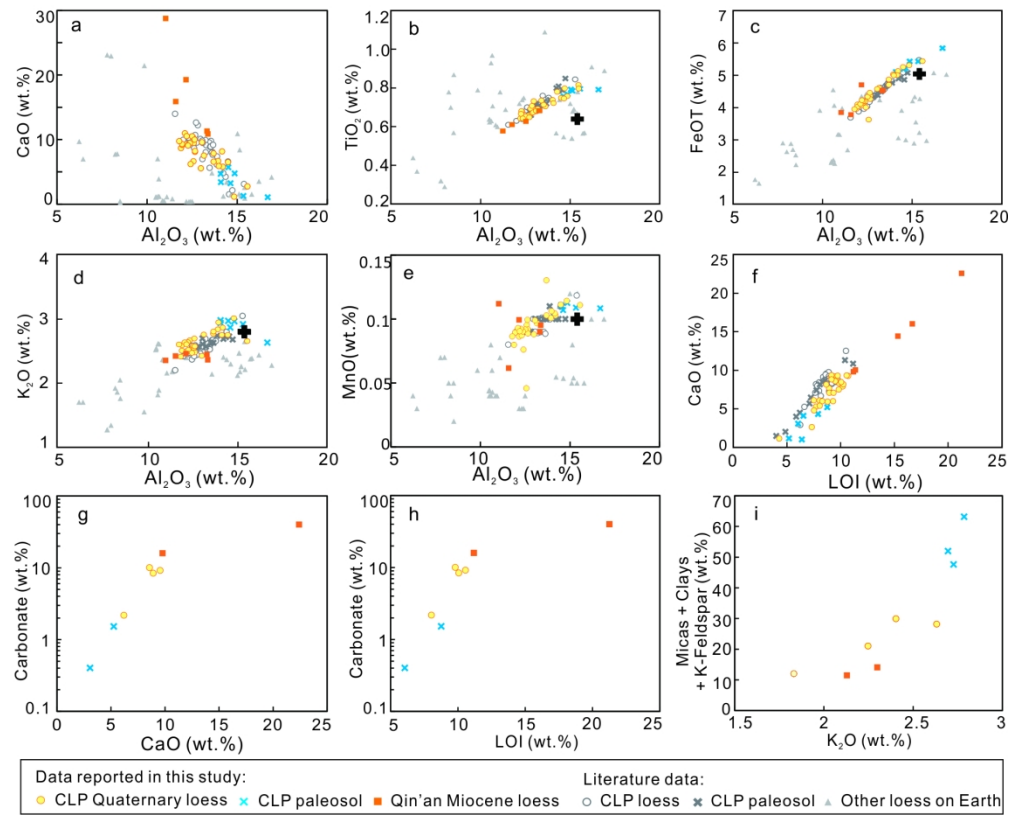 a
CaO (wt.%)
30
20
10
0
5
10
15
20
Al₂O₃ (wt.%)
b
TiO₂ (wt.%)
1.2
1.0
0.8
0.6
0.4
0.2
5
10
15
20
Al₂O₃ (wt.%)
c
FeOT (wt.%)
7
6
5
4
3
2
1
5
10
15
20
Al₂O₃ (wt.%)
d
K₂O (wt.%)
4
3
2
1
5
10
15
20
Al₂O₃ (wt.%)
e
MnO(wt.%)
0.15
0.1
0.05
0
5
10
15
20
Al₂O₃ (wt.%)
f
CaO (wt.%)
25
20
15
10
5
0
0
5
10
15
20
25
LOI (wt.%)
g
Carbonate (wt.%)
100
10
1
0.1
0
5
10
15
20
25
CaO (wt.%)
h
Carbonate (wt.%)
100
10
1
0.1
5
10
15
20
25
LOI (wt.%)
i
Micas + Clays
+ K-Feldspar (wt.%)
70
60
50
40
30
20
10
0
1.5
2
2.5
3
K₂O (wt.%)
Data reported in this study:
CLP Quaternary loess
CLP paleosol
Qin'an Miocene loess
Literature data:
CLP loess
CLP paleosol
Other loess on Earth